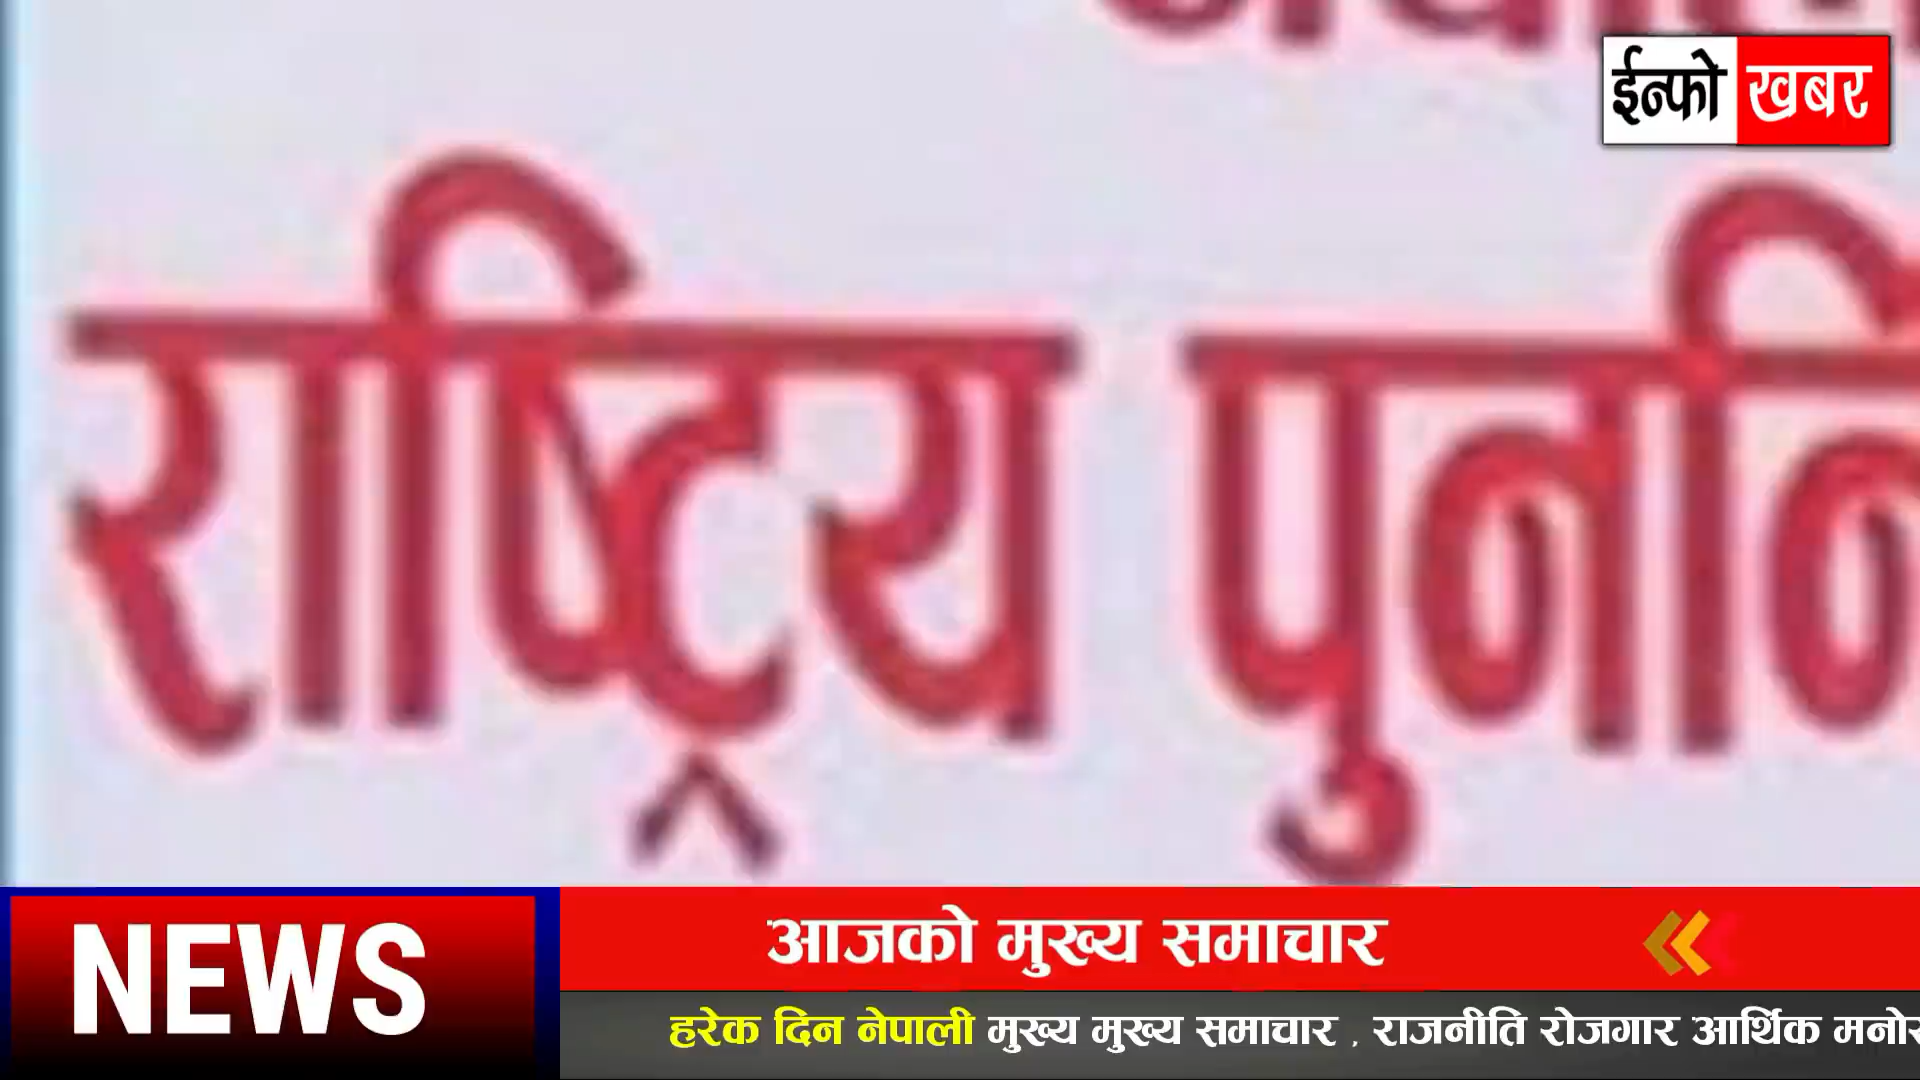 ईन्फो खबर
राष्ट्रिय
NEWS
आजको मुख्य समाचार
हरेक दिन नेपाली मुख्य मुख्य समाचार , राजनीति रोजगार आर्थिक